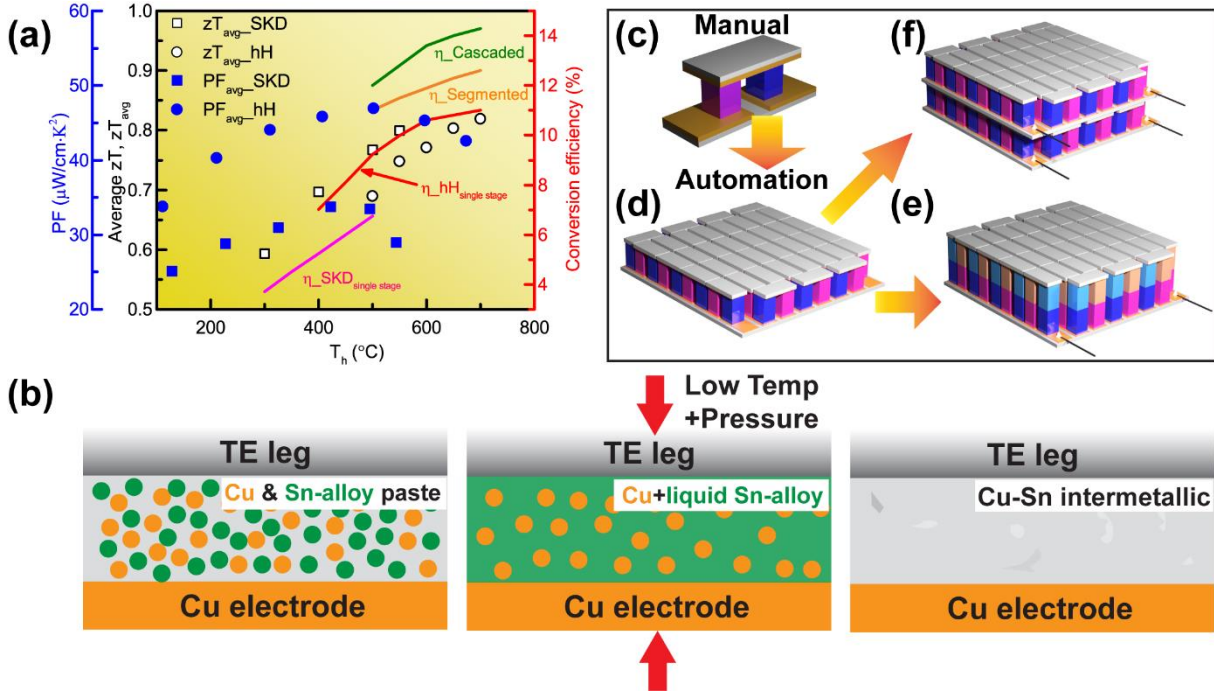 (a)
PF (μW/cm·K²)
Average zT, zTavg
60
50
40
30
20
1.0
0.9
0.8
0.7
0.6
0.5
zTavg_SKD
zTavg_hH
PFavg_SKD
PFavg_hH
η_Cascaded
η_Segmented
η_hHsingle stage
η_SKDsingle stage
14
12
10
8
6
4
Conversion efficiency (%)
200
400
600
800
Th (°C)
(c)
Manual
Automation
(d)
(f)
(e)
(b)
Low Temp
+Pressure
TE leg
Cu & Sn-alloy paste
Cu electrode
TE leg
Cu+liquid Sn-alloy
Cu electrode
TE leg
Cu-Sn intermetallic
Cu electrode